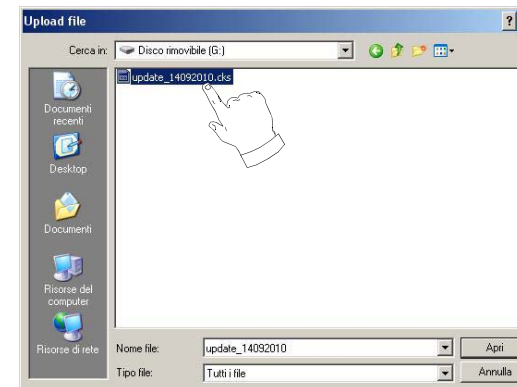 Upload file
?
Cerca in:
Disco rimovibile (G:)
update_14092010.cks
Documenti
recenti
Desktop
Documenti
Risorse del
computer
Risorse di rete
Nome file:
update_14092010
Apri
Tipo file:
Tutti i file
Annulla